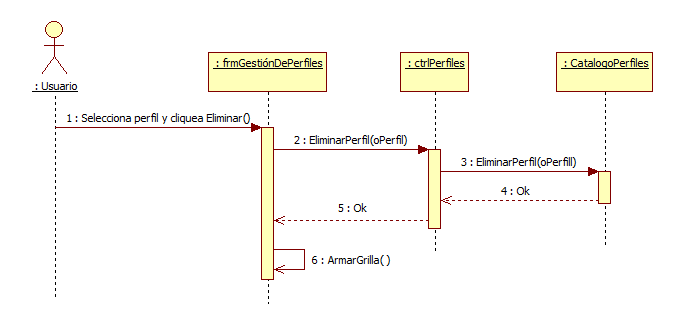 : Usuario
: frmGestiónDePerfiles
: ctrlPerfiles
: CatalogoPerfiles
1 : Selecciona perfil y cliquea Eliminar()
2 : EliminarPerfil(oPerfil)
3 : EliminarPerfil(oPerfill)
4 : Ok
5 : Ok
6 : ArmarGrilla( )